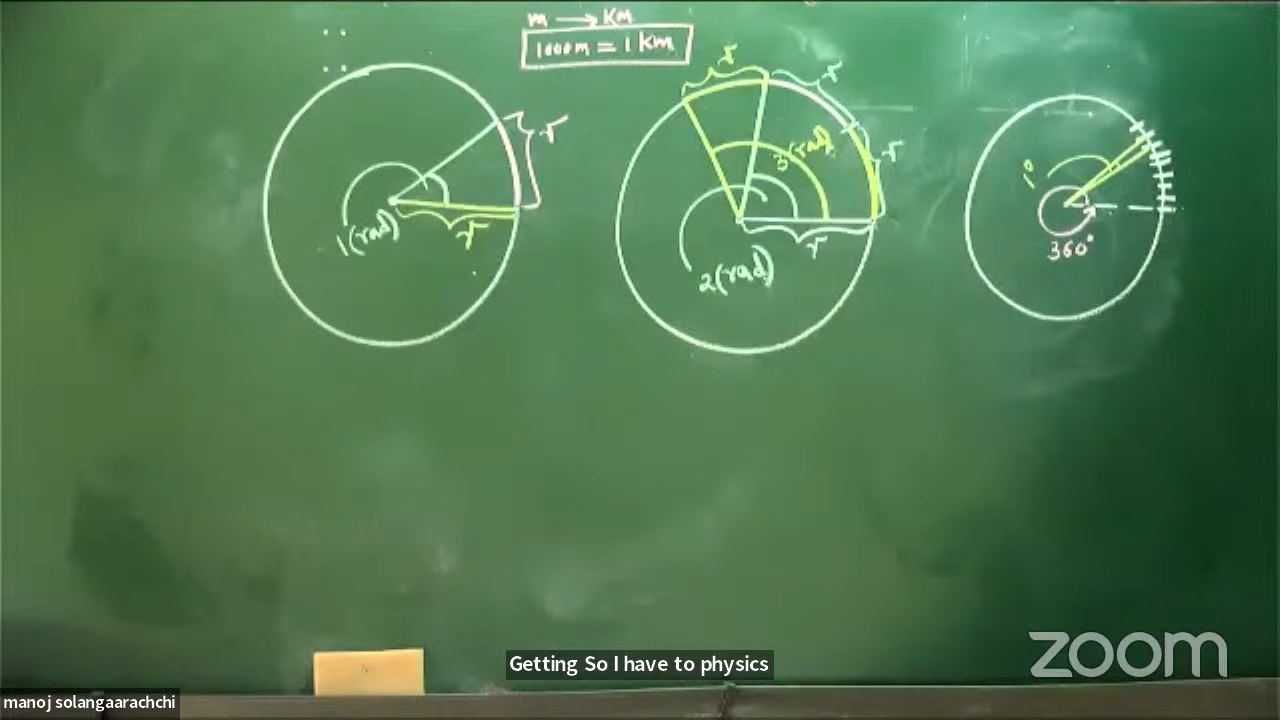 m → Km
1000m = 1 Km
r
r
r
r
1(rad)
r
3(rad)
r
2(rad)
1°
360°
Getting So I have to physics
zoom
manoj solangaarachchi